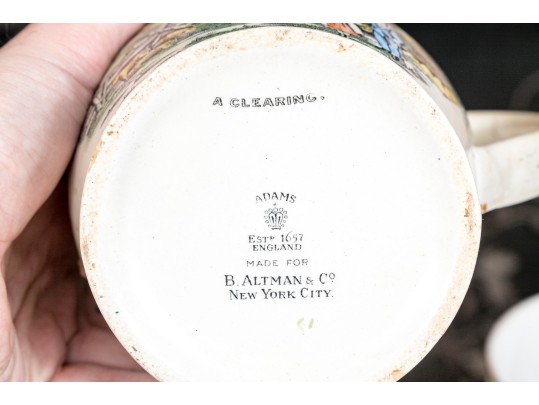 A CLEARING.
ADAMS
ESTD 1657
ENGLAND
MADE FOR
B. ALTMAN & CO
NEW YORK CITY.